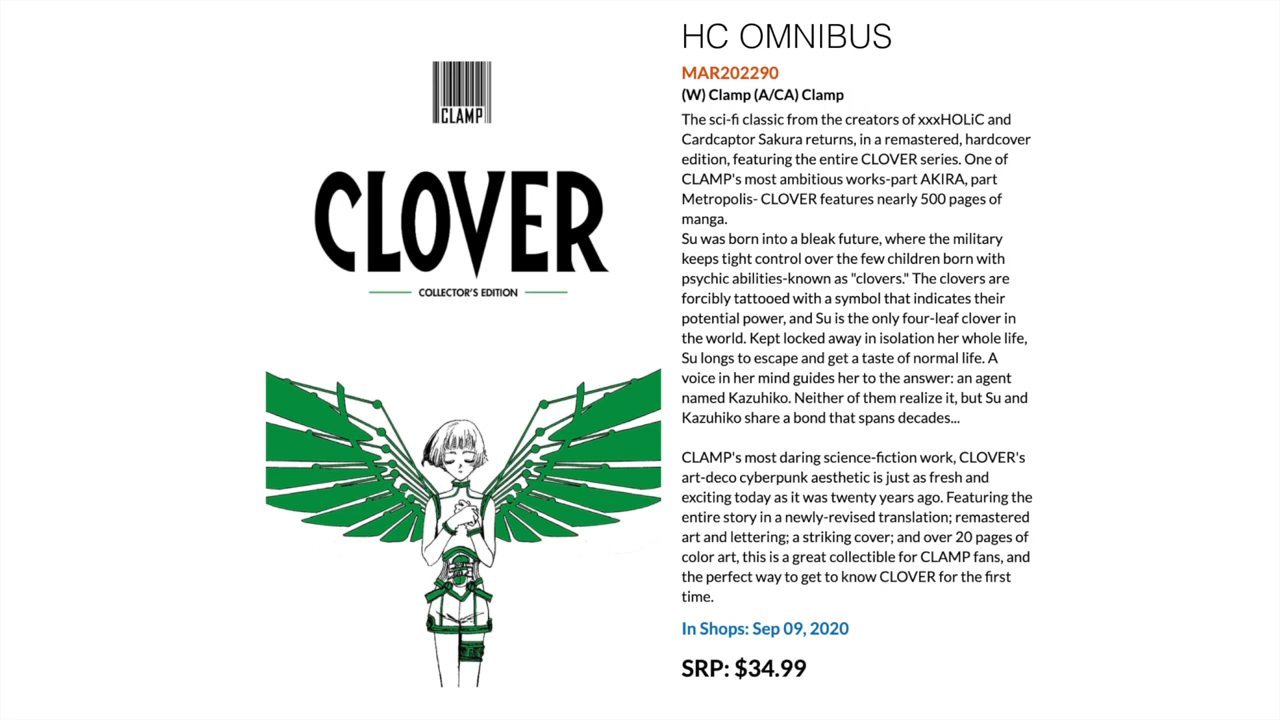 CLAMP
CLOVER
COLLECTOR'S EDITION
HC OMNIBUS
MAR202290
(W) Clamp (A/CA) Clamp
The sci-fi classic from the creators of xxxHOLiC and
Cardcaptor Sakura returns, in a remastered, hardcover
edition, featuring the entire CLOVER series. One of
CLAMP's most ambitious works-part AKIRA, part
Metropolis- CLOVER features nearly 500 pages of
manga.
Su was born into a bleak future, where the military
keeps tight control over the few children born with
psychic abilities-known as "clovers." The clovers are
forcibly tattooed with a symbol that indicates their
potential power, and Su is the only four-leaf clover in
the world. Kept locked away in isolation her whole life,
Su longs to escape and get a taste of normal life. A
voice in her mind guides her to the answer: an agent
named Kazuhiko. Neither of them realize it, but Su and
Kazuhiko share a bond that spans decades...
CLAMP's most daring science-fiction work, CLOVER's
art-deco cyberpunk aesthetic is just as fresh and
exciting today as it was twenty years ago. Featuring the
entire story in a newly-revised translation; remastered
art and lettering; a striking cover; and over 20 pages of
color art, this is a great collectible for CLAMP fans, and
the perfect way to get to know CLOVER for the first
time.
In Shops: Sep 09, 2020
SRP: $34.99